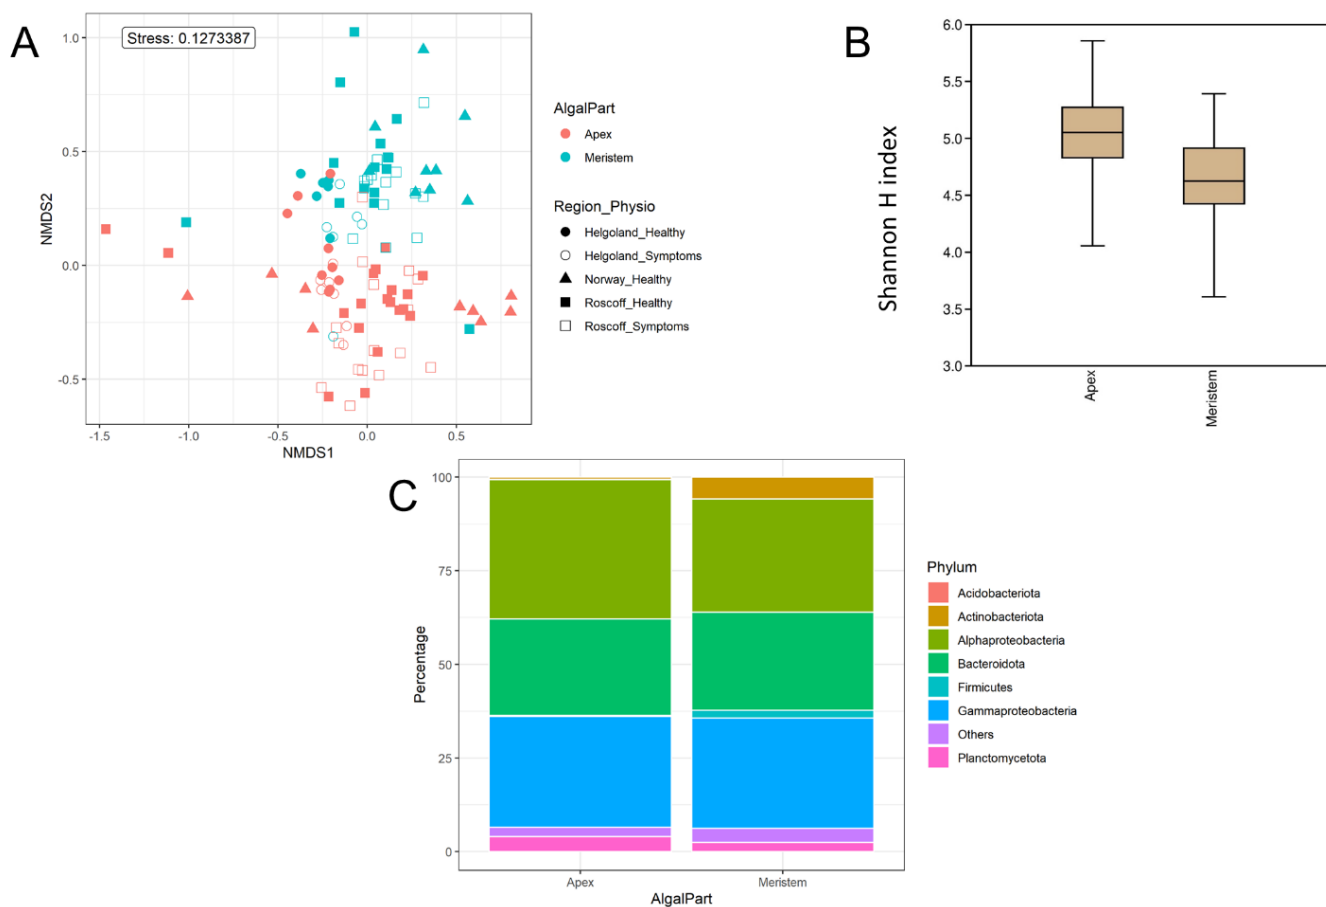 A
Stress: 0.1273387
1.0
0.5
0.0
-0.5
NMDS2
-1.5
-1.0
-0.5
0.0
0.5
NMDS1
AlgalPart
Apex
Meristem
Region_Physio
Helgoland_Healthy
Helgoland_Symptoms
Norway_Healthy
Roscoff_Healthy
Roscoff_Symptoms
B
6.0
5.5
5.0
4.5
4.0
3.5
3.0
Shannon H index
Apex
Meristem
C
100
75
50
25
0
Percentage
Apex
Meristem
AlgalPart
Phylum
Acidobacteriota
Actinobacteriota
Alphaproteobacteria
Bacteroidota
Firmicutes
Gammaproteobacteria
Others
Planctomycetota